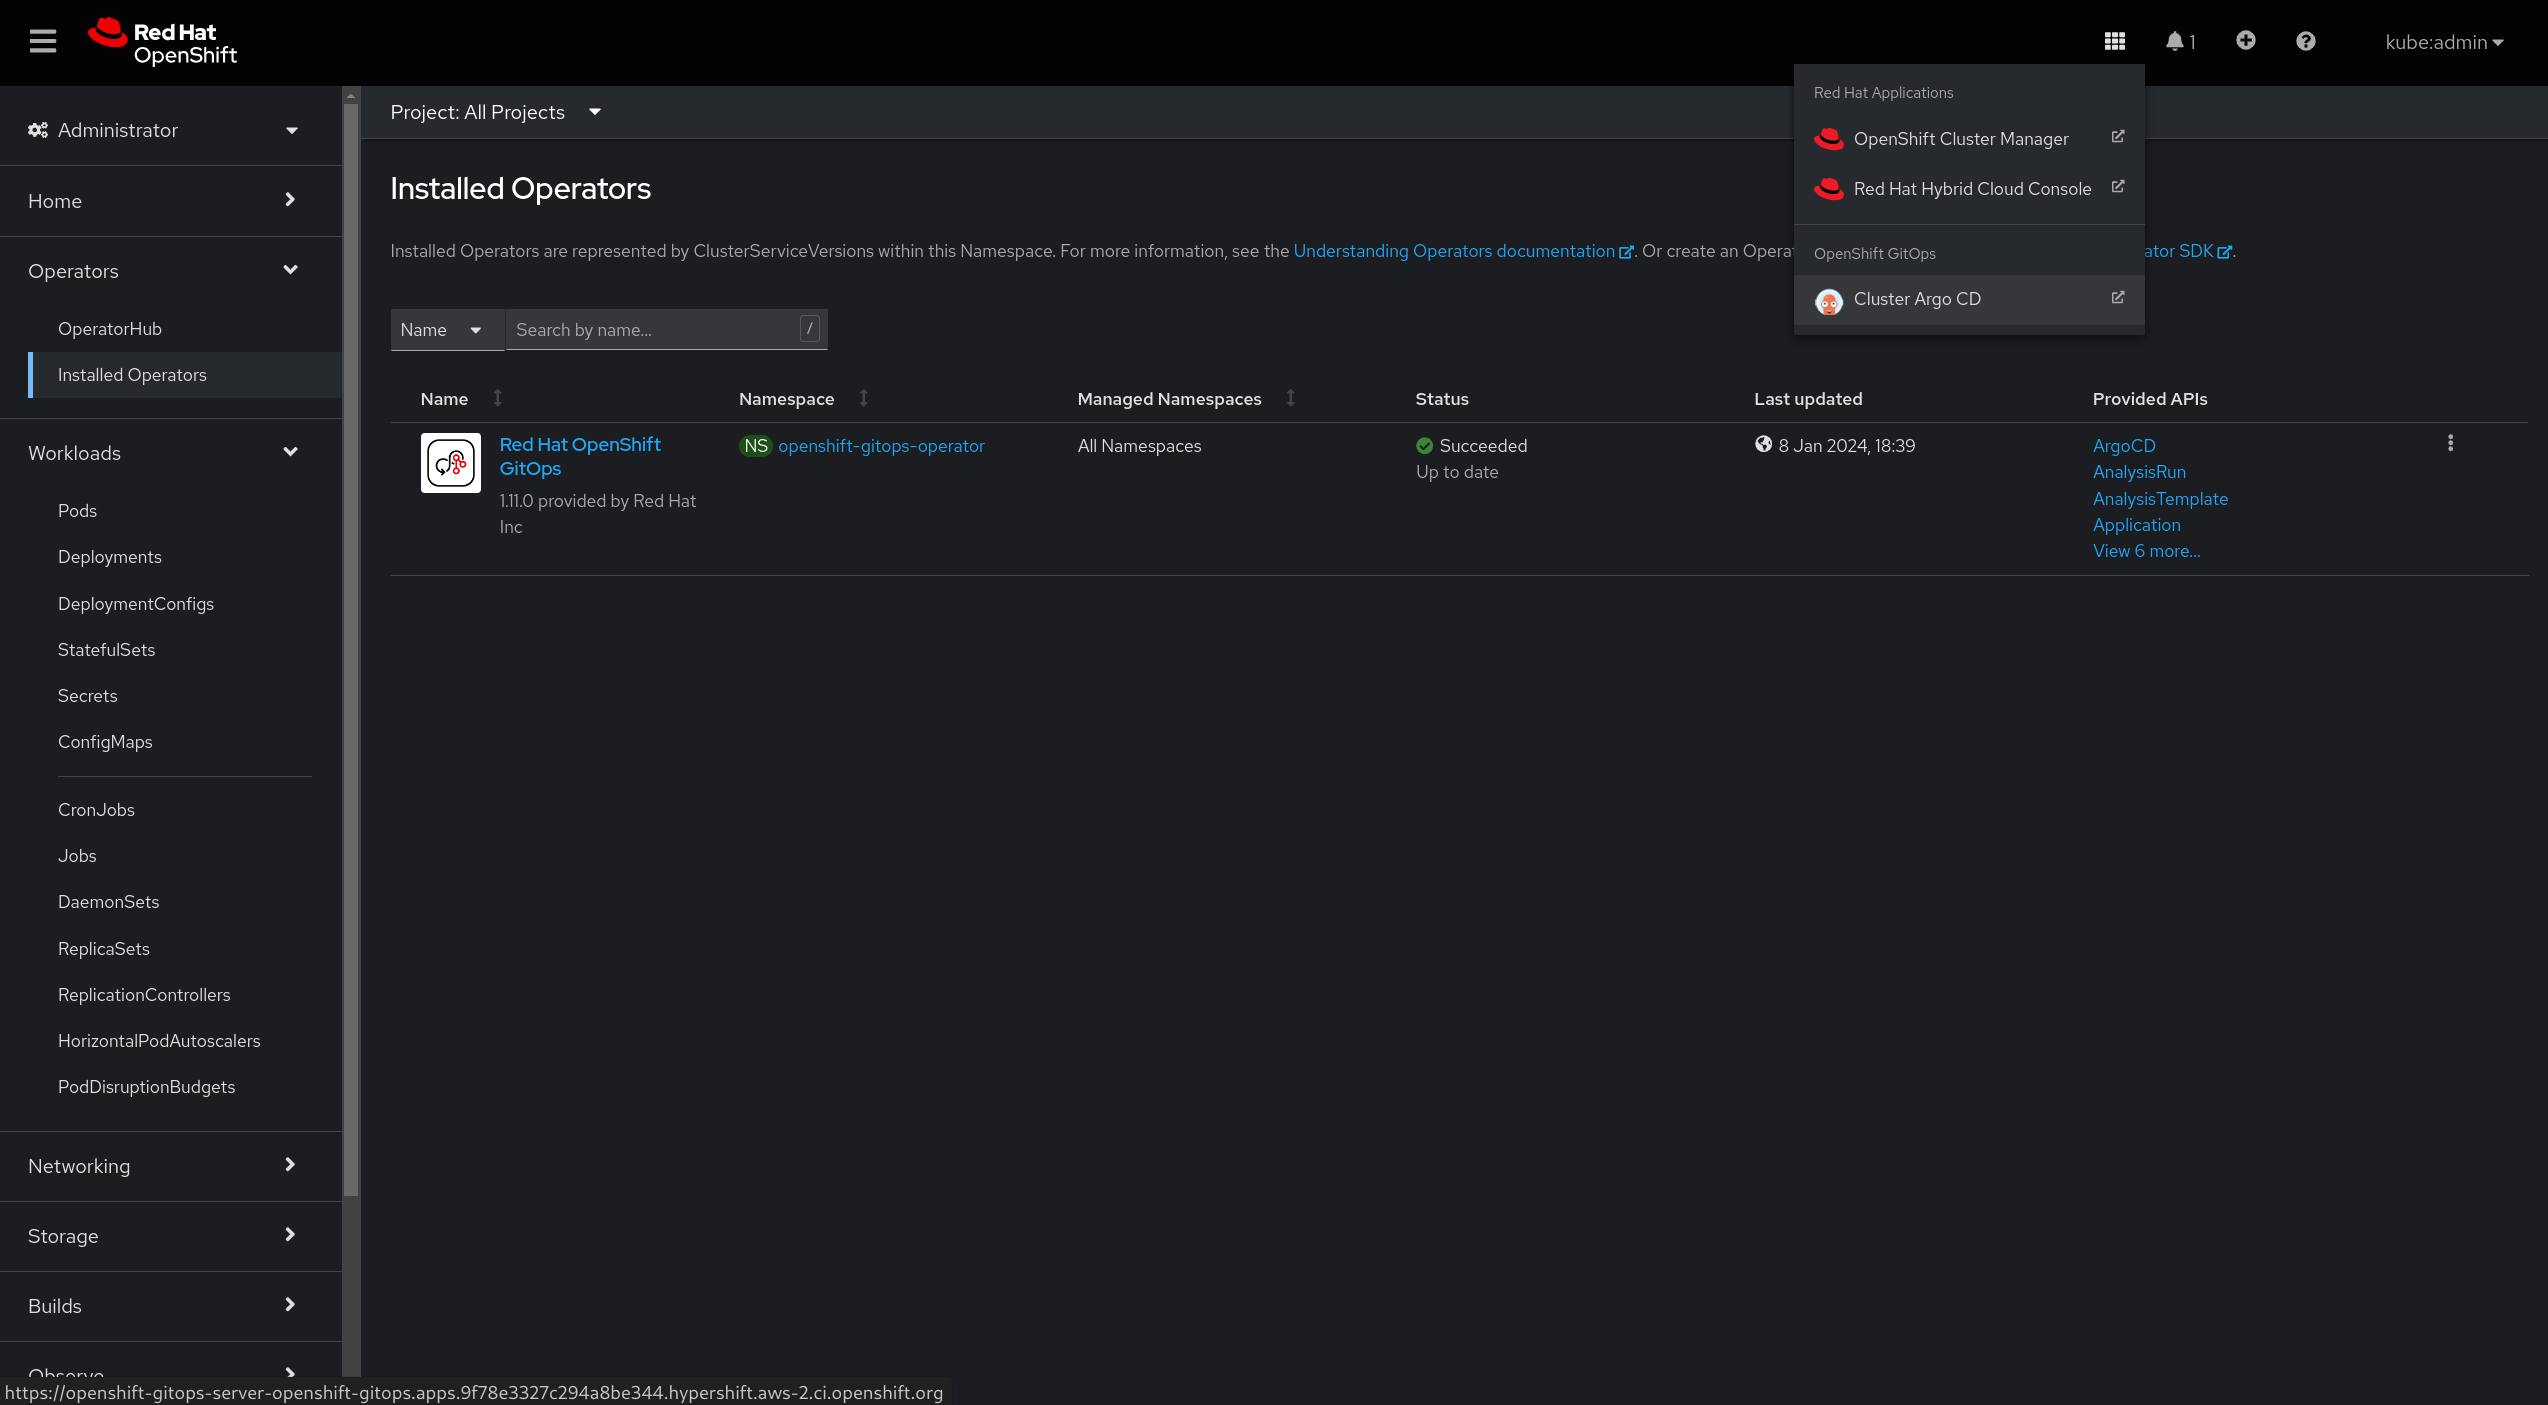 Red Hat
OpenShift
1
kube:admin
Red Hat Applications
OpenShift Cluster Manager
Red Hat Hybrid Cloud Console
OpenShift GitOps
Cluster Argo CD
Administrator
Home
Operators
OperatorHub
Installed Operators
Workloads
Pods
Deployments
DeploymentConfigs
StatefulSets
Secrets
ConfigMaps
CronJobs
Jobs
DaemonSets
ReplicaSets
ReplicationControllers
HorizontalPodAutoscalers
PodDisruptionBudgets
Networking
Storage
Builds
Observe
Project: All Projects
Installed Operators
Installed Operators are represented by ClusterServiceVersions within this Namespace. For more information, see the Understanding Operators documentation. Or create an Operat ator SDK.
Name Search by name... /
Name Namespace Managed Namespaces Status Last updated Provided APIs
Red Hat OpenShift
GitOps
1.11.0 provided by Red Hat
Inc
NS openshift-gitops-operator
All Namespaces
Succeeded
Up to date
8 Jan 2024, 18:39
ArgoCD
AnalysisRun
AnalysisTemplate
Application
View 6 more...
https://openshift-gitops-server-openshift-gitops.apps.9f78e3327c294a8be344.hypershift.aws-2.ci.openshift.org